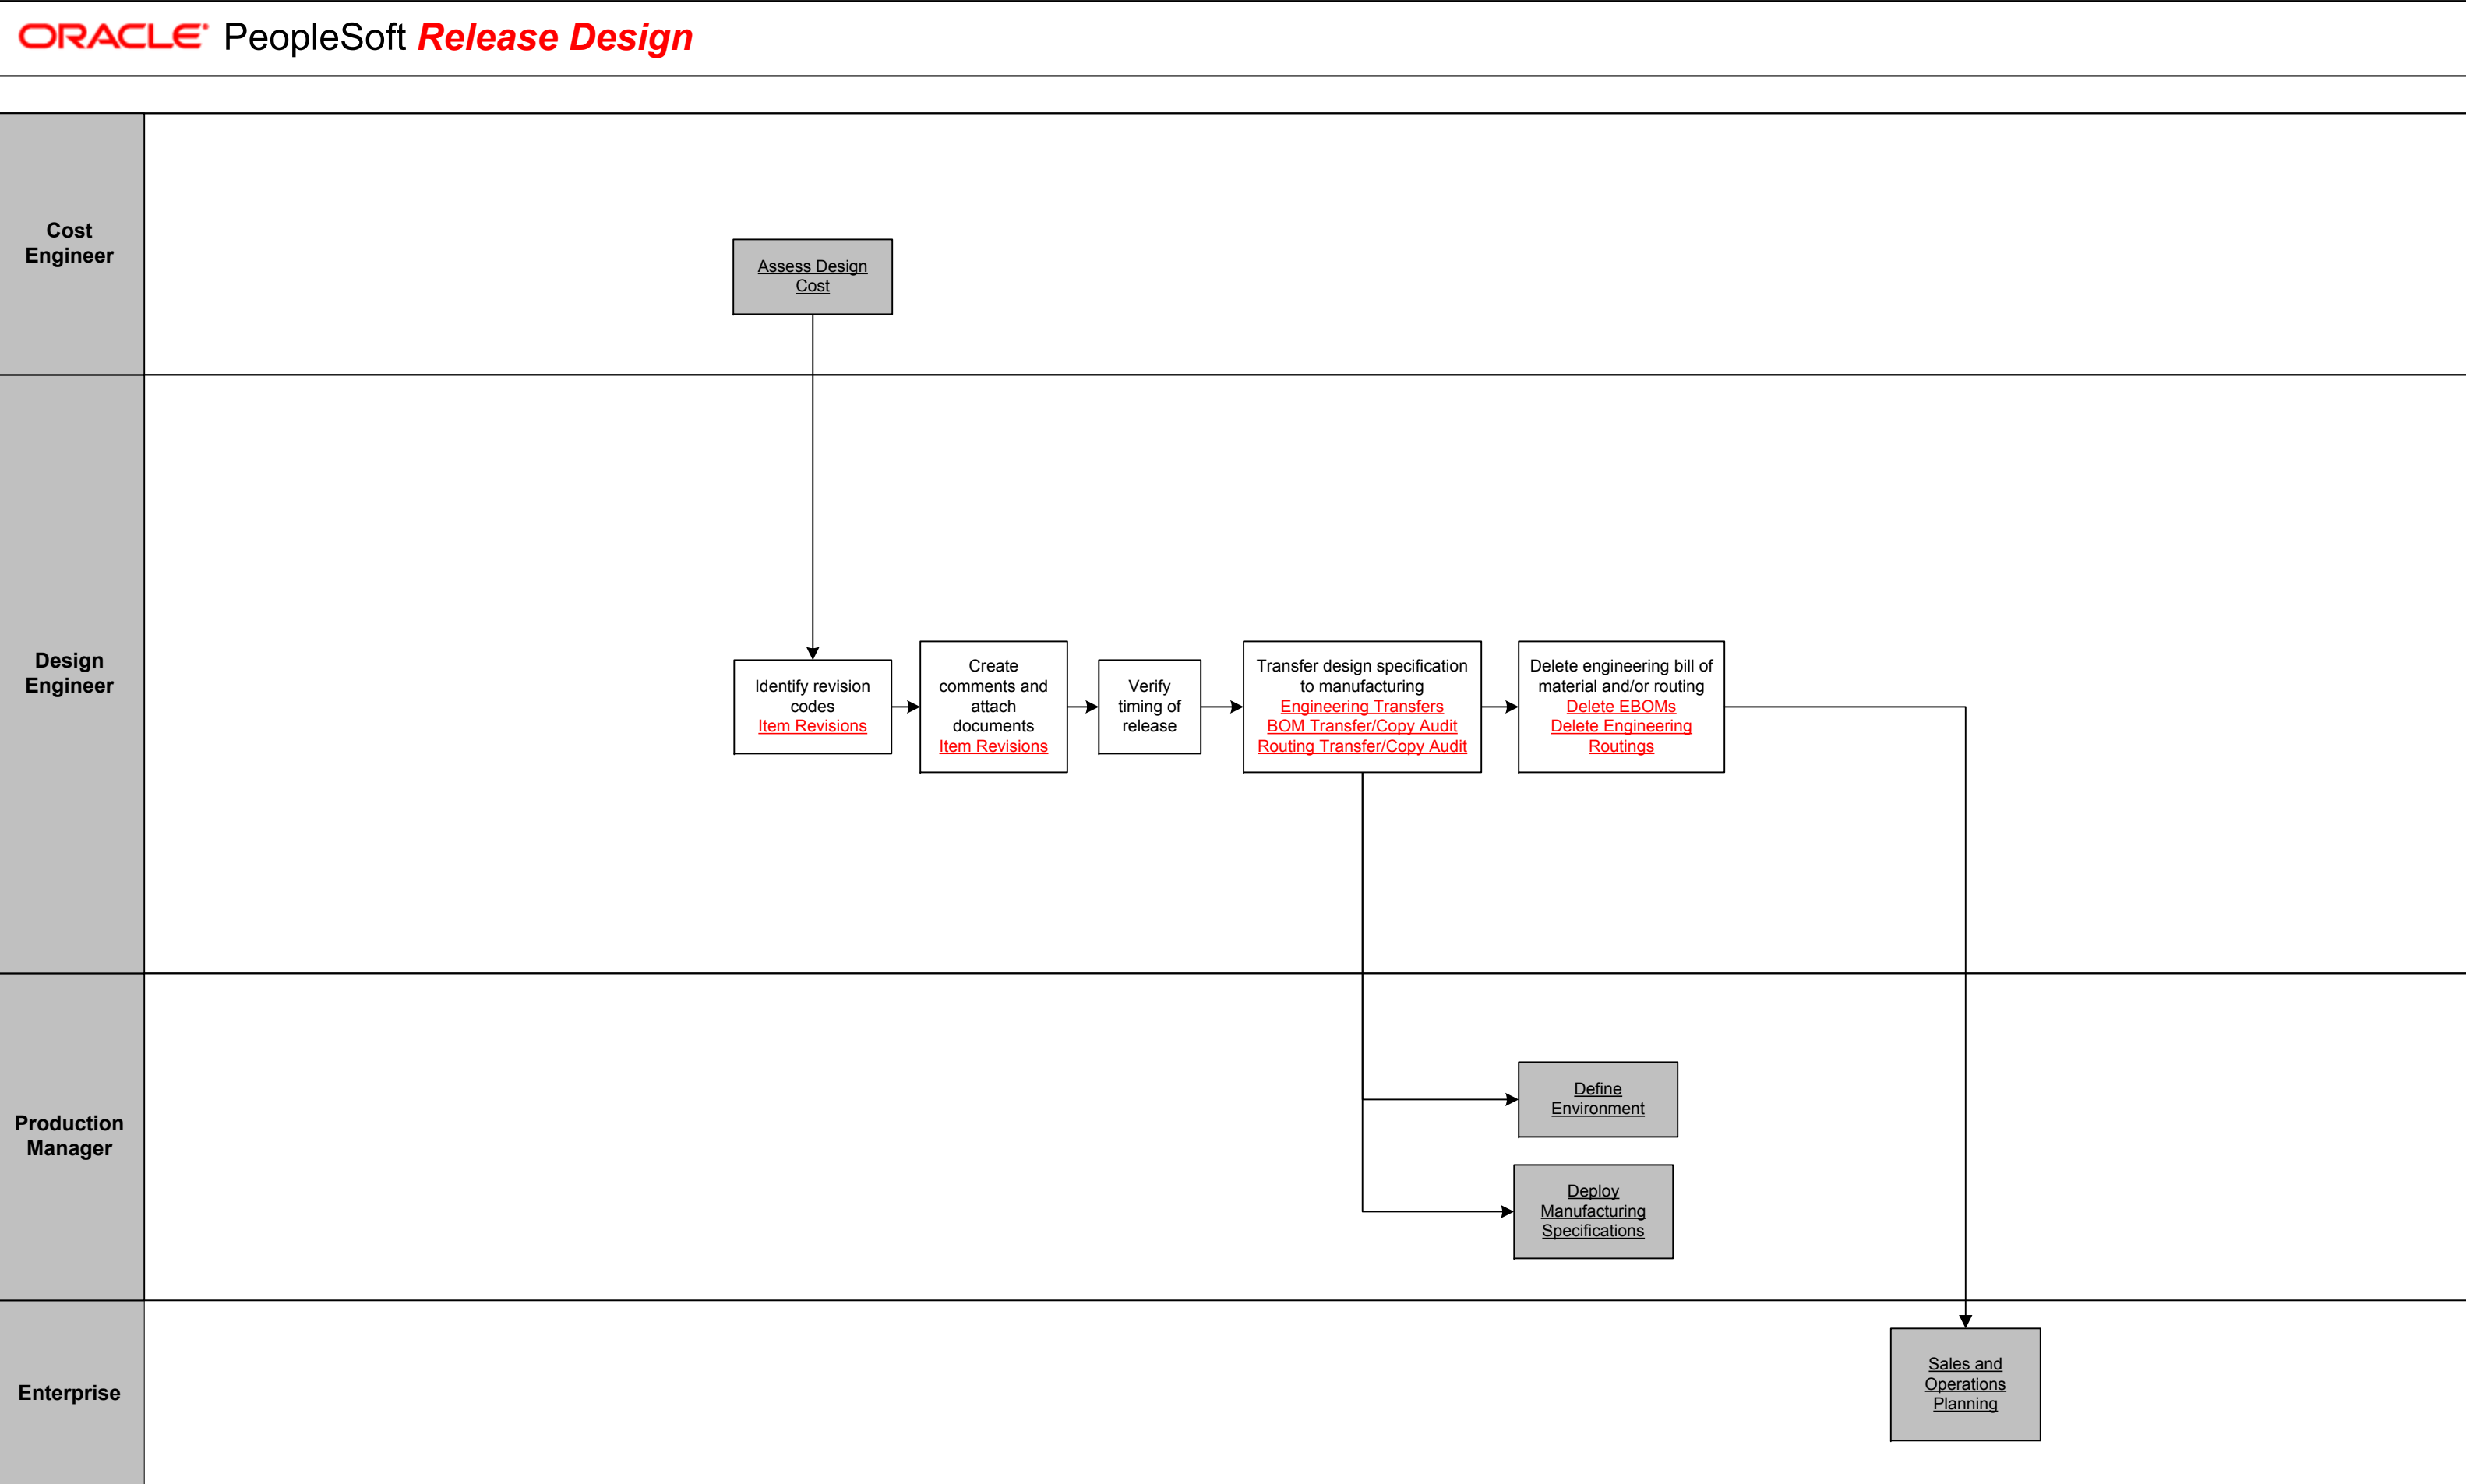 ORACLE® PeopleSoft Release Design
Cost
Engineer
Assess Design
Cost
Design
Engineer
Identify revision
codes
Item Revisions
Create
comments and
attach
documents
Item Revisions
Verify
timing of
release
Transfer design specification
to manufacturing
Engineering Transfers
BOM Transfer/Copy Audit
Routing Transfer/Copy Audit
Delete engineering bill of
material and/or routing
Delete EBOMs
Delete Engineering
Routings
Production
Manager
Define
Environment
Deploy
Manufacturing
Specifications
Enterprise
Sales and
Operations
Planning